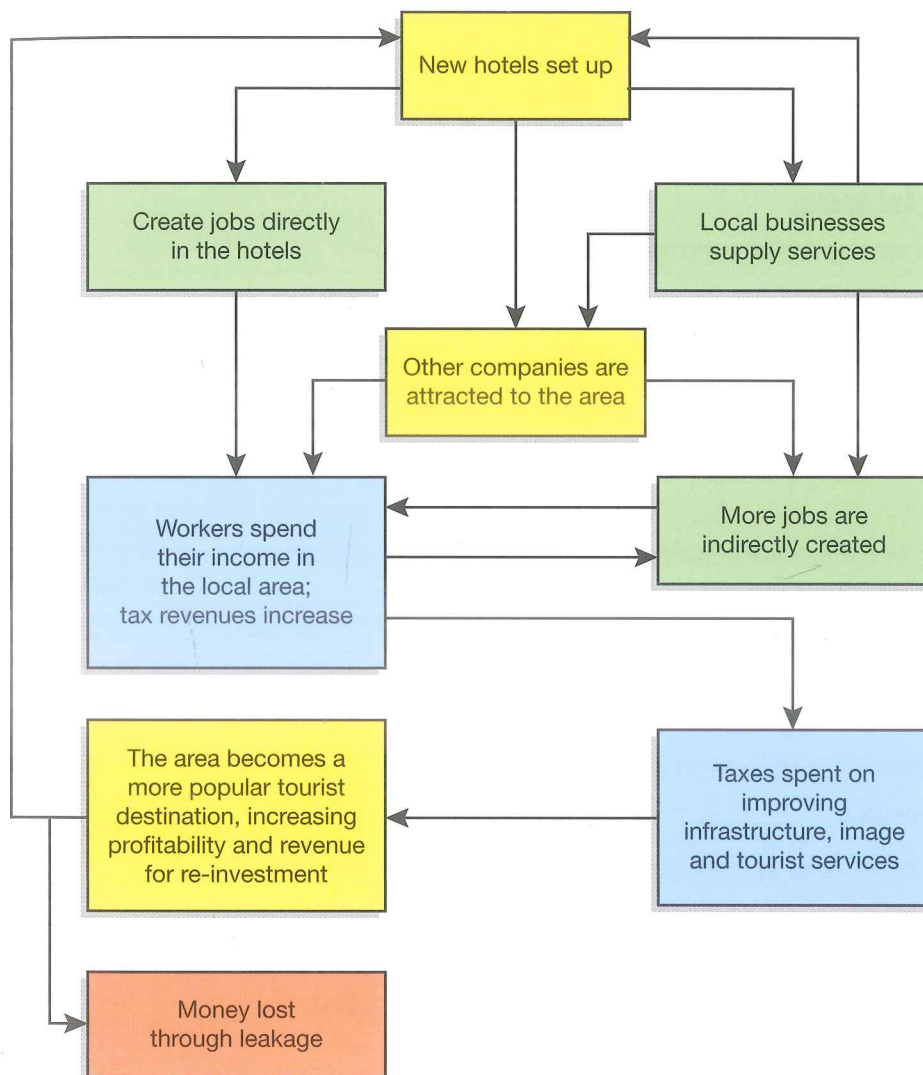 New hotels set up
Create jobs directly
in the hotels
Local businesses
supply services
Other companies are
attracted to the area
Workers spend
their income in
the local area;
tax revenues increase
More jobs are
indirectly created
The area becomes a
more popular tourist
destination, increasing
profitability and revenue
for re-investment
Taxes spent on
improving
infrastructure, image
and tourist services
Money lost
through leakage